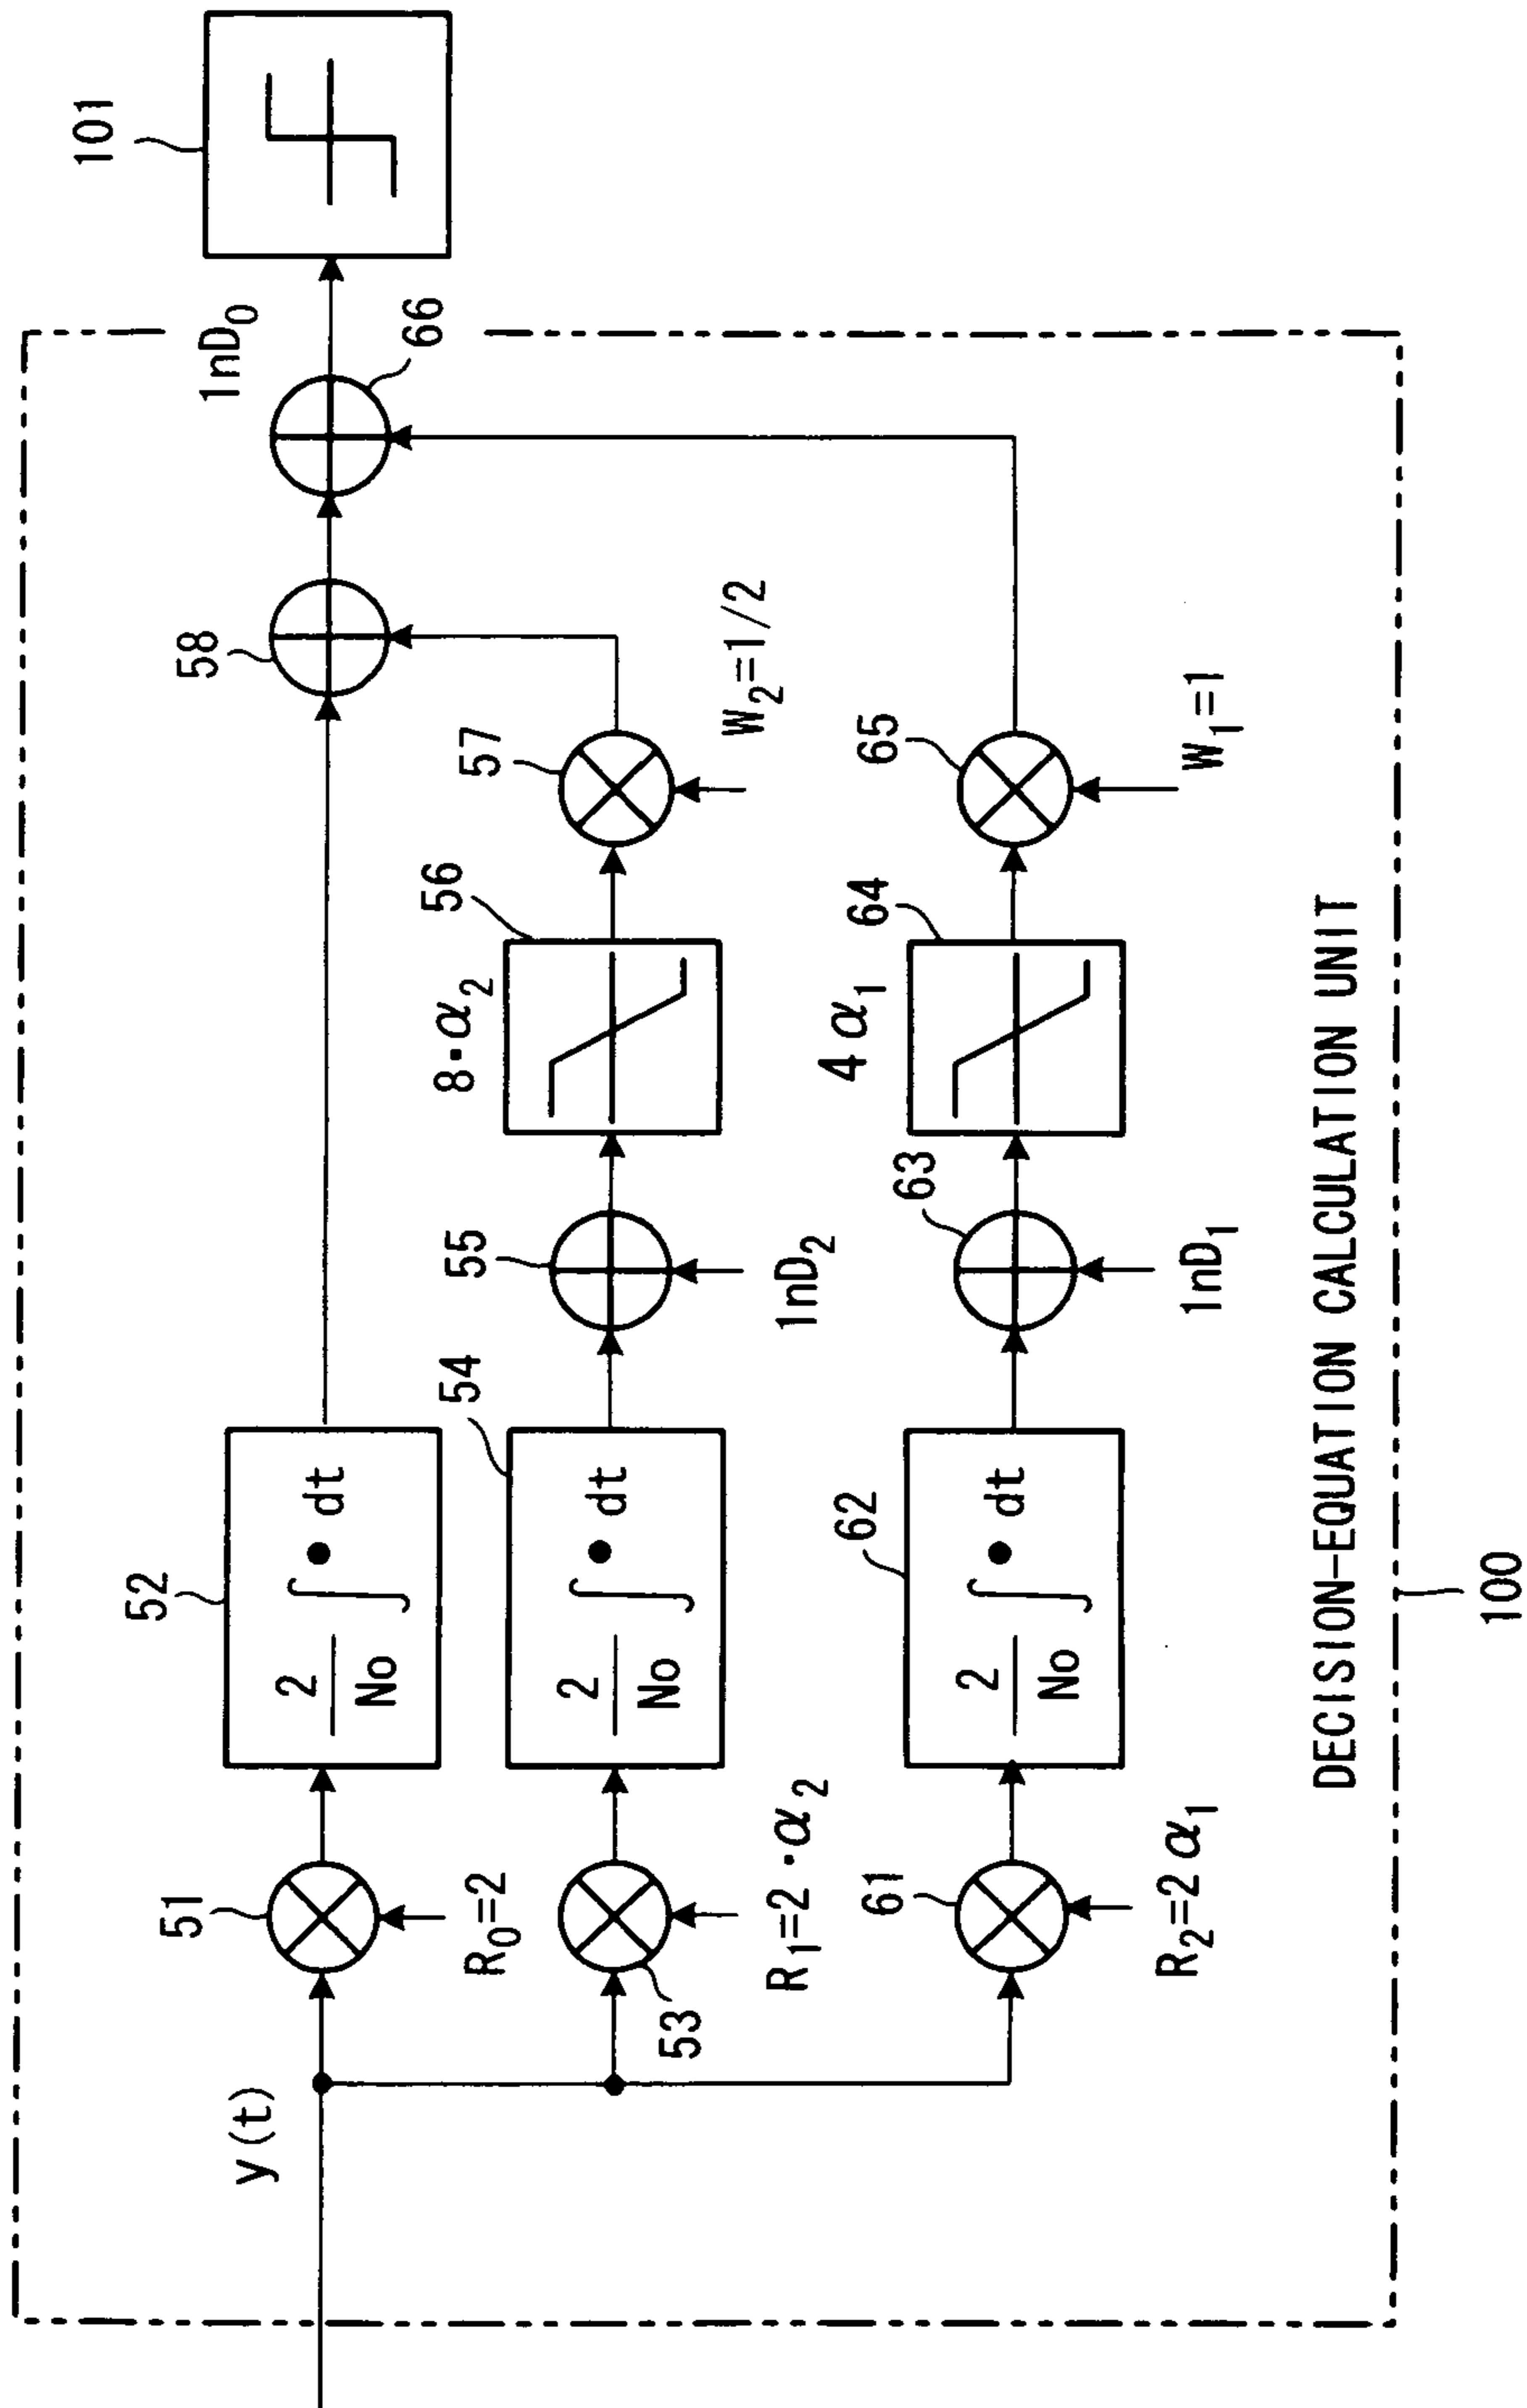 101
1nD0
66
58
57
W2=1/2
65
W1=1
56
8·α2
64
4α1
55
1nD2
63
1nD1
52
2/No ∫ • dt
54
2/No ∫ • dt
62
2/No ∫ • dt
51
R0=2
53
R1=2·α2
61
R2=2α1
y(t)
DECISION-EQUATION CALCULATION UNIT
100